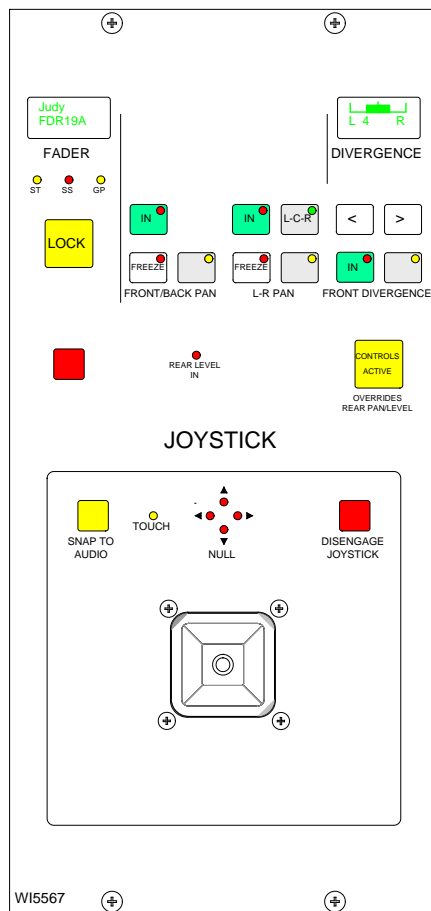 Judy
FDR19A
L 4 R
FADER
DIVERGENCE
ST SS GP
LOCK
IN
IN
L-C-R
< >
FREEZE
FREEZE
IN
FRONT/BACK PAN
L-R PAN
FRONT DIVERGENCE
REAR LEVEL
IN
CONTROLS
ACTIVE
OVERRIDES
REAR PAN/LEVEL
JOYSTICK
SNAP TO
AUDIO
TOUCH
-
NULL
DISENGAGE
JOYSTICK
WI5567